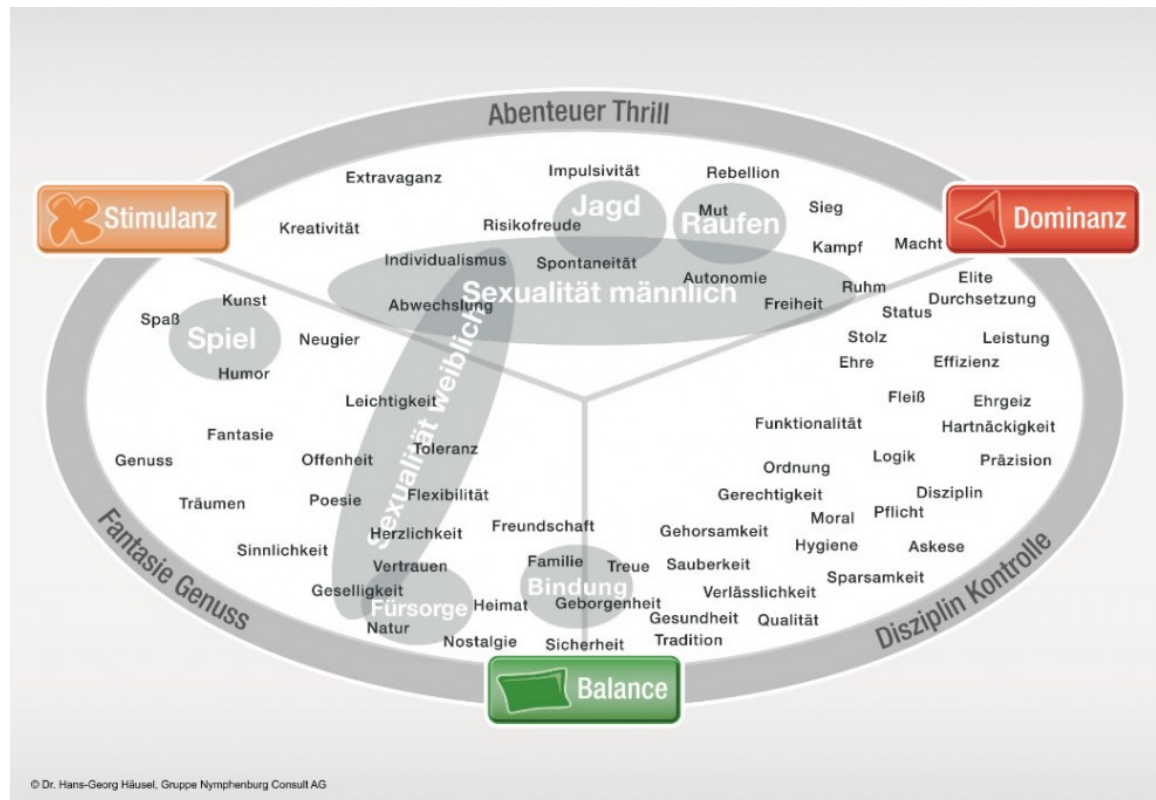 Abenteuer Thrill
Extravaganz
Impulsivität
Rebellion
Stimulanz
Kreativität
Risikofreude
Jagd
Mut
Raufen
Sieg
Dominanz
Kampf
Macht
Individualismus
Spontaneität
Autonomie
Abwechslung
Sexualität männlich
Freiheit
Ruhm
Elite
Durchsetzung
Status
Kunst
Spaß
Spiel
Neugier
Humor
Sexualität weiblich
Stolz
Leistung
Ehre
Effizienz
Leichtigkeit
Fleiß
Ehrgeiz
Funktionalität
Hartnäckigkeit
Fantasie
Toleranz
Genuss
Offenheit
Logik
Präzision
Ordnung
Träumen
Poesie
Flexibilität
Gerechtigkeit
Disziplin
Moral
Pflicht
Herzlichkeit
Freundschaft
Gehorsamkeit
Sinnlichkeit
Hygiene
Askese
Vertrauen
Familie
Treue
Sauberkeit
Sparsamkeit
Geselligkeit
Bindung
Verlässlichkeit
Fürsorge
Heimat
Geborgenheit
Gesundheit
Qualität
Natur
Nostalgie
Sicherheit
Tradition
Fantasie Genuss
Disziplin Kontrolle
Balance
© Dr. Hans-Georg Häusel, Gruppe Nymphenburg Consult AG